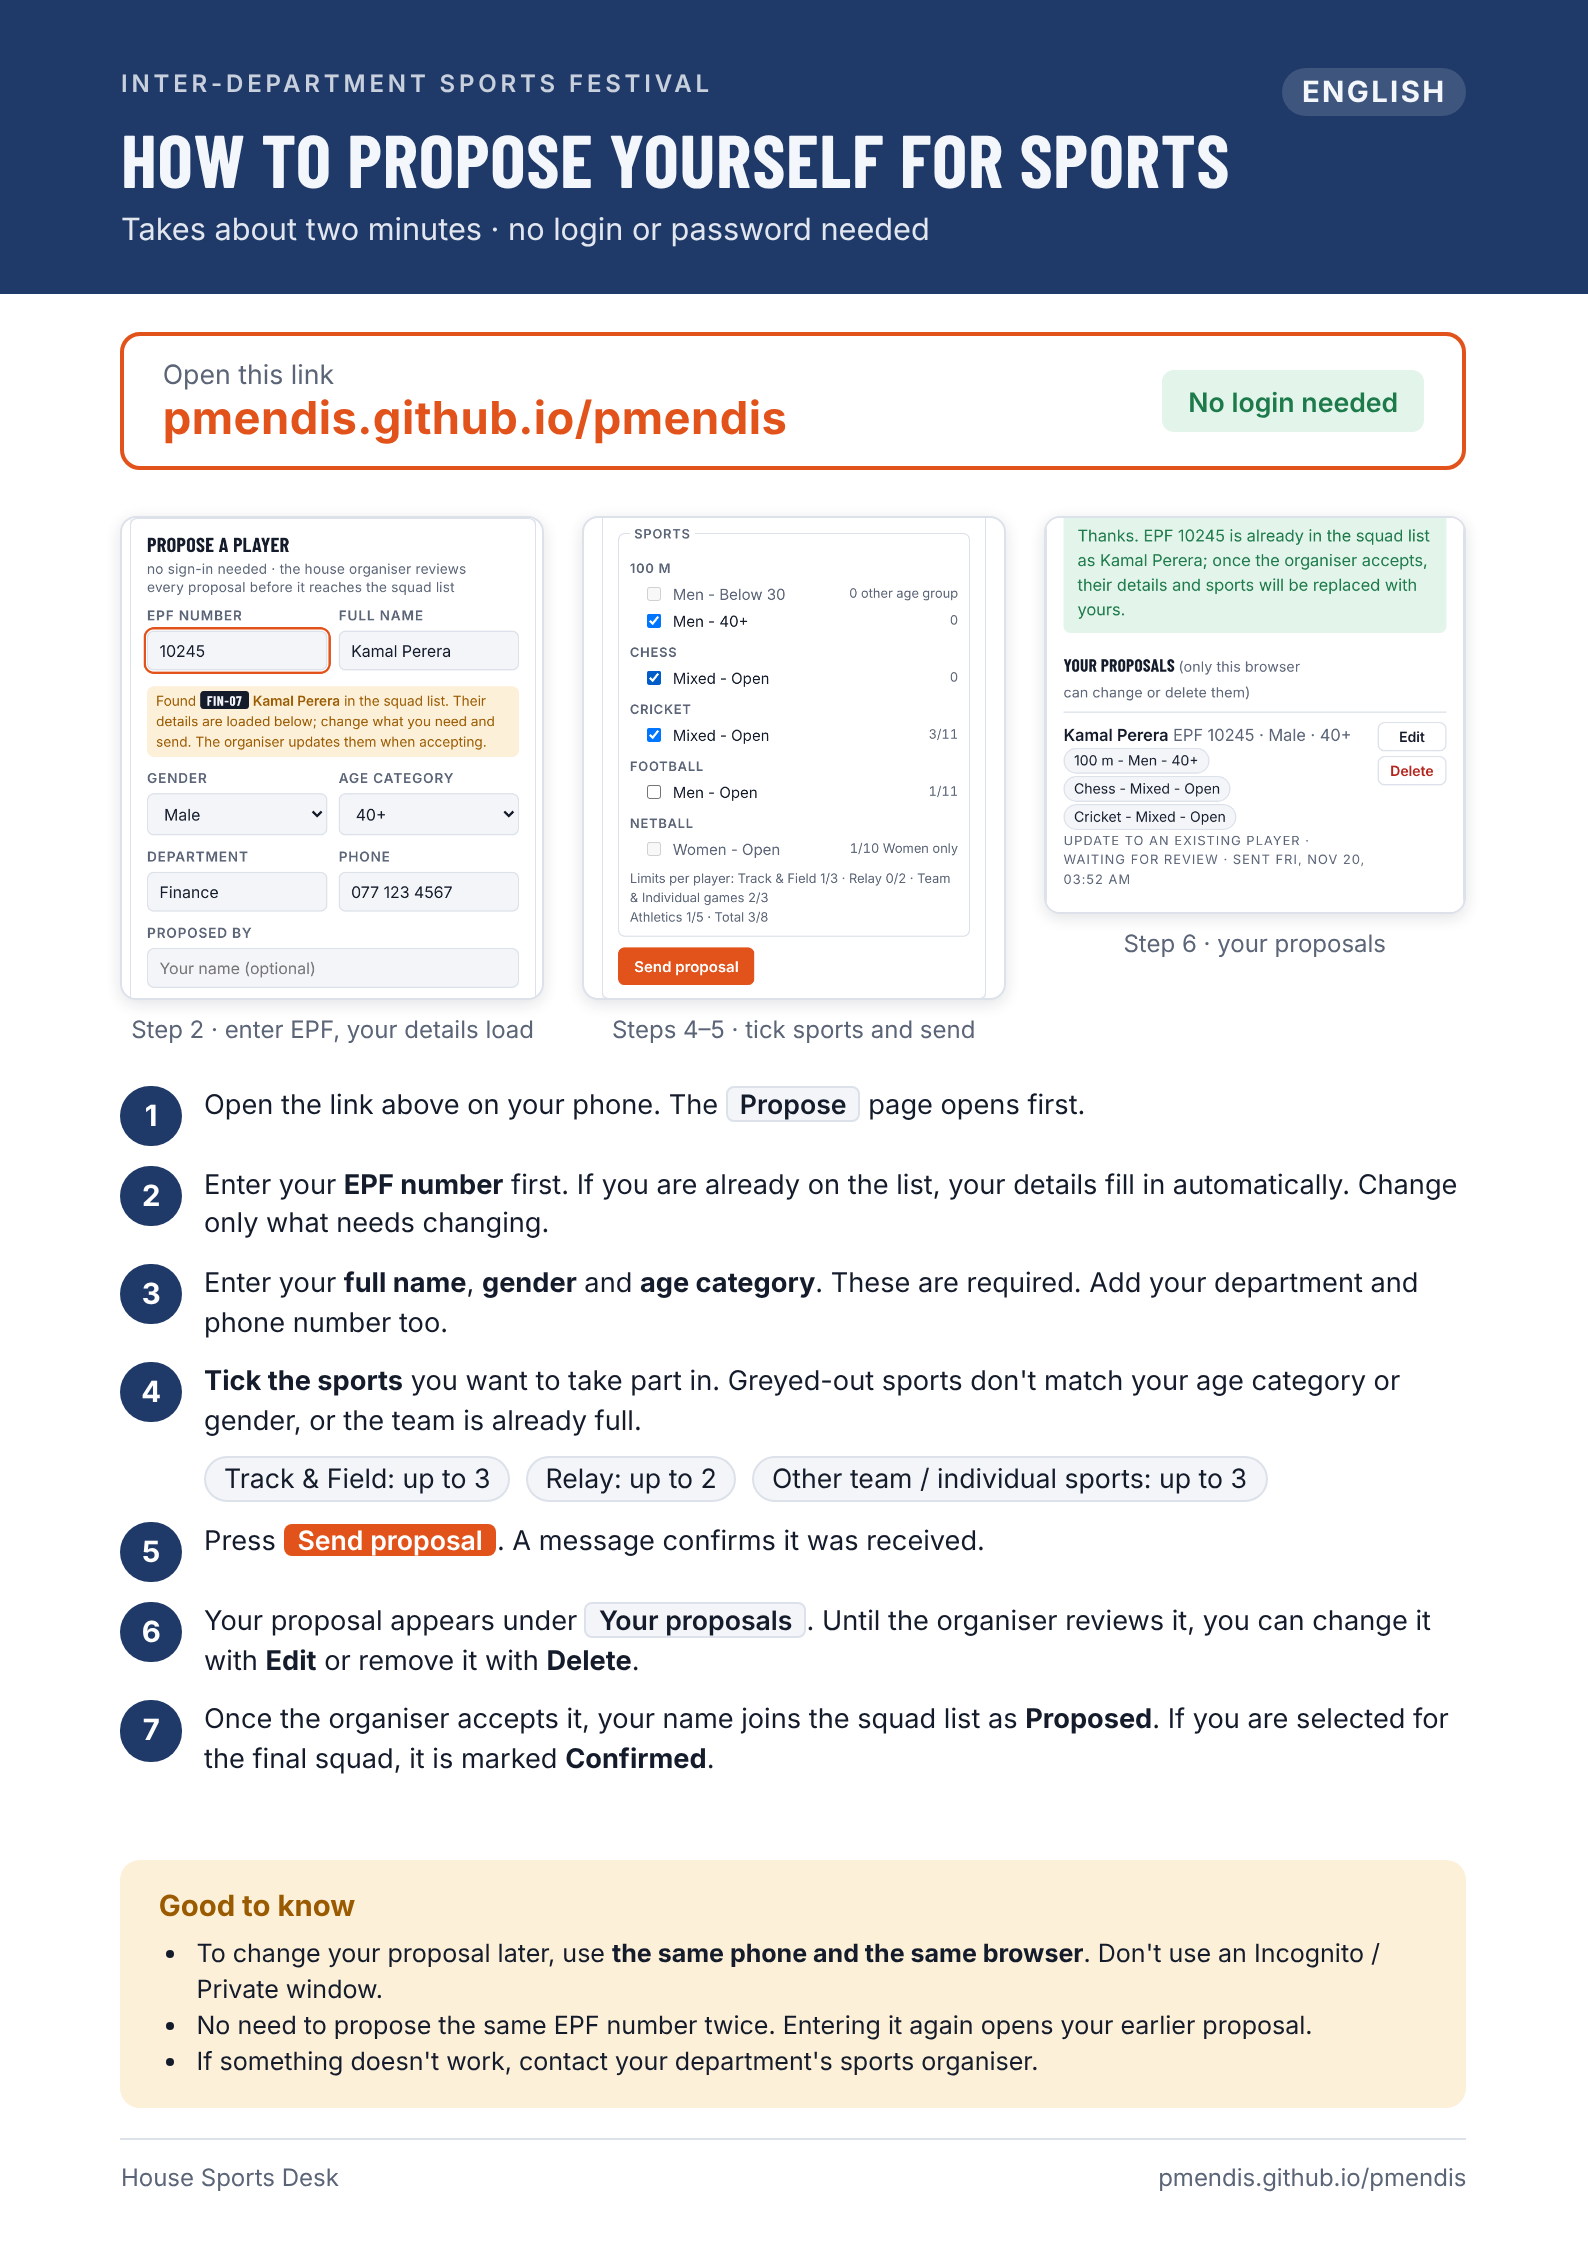 INTER-DEPARTMENT SPORTS FESTIVAL
ENGLISH
HOW TO PROPOSE YOURSELF FOR SPORTS
Takes about two minutes · no login or password needed
Open this link
pmendis.github.io/pmendis
No login needed
PROPOSE A PLAYER
no sign-in needed · the house organiser reviews
every proposal before it reaches the squad list
EPF NUMBER FULL NAME
10245 Kamal Perera
Found FIN-07 Kamal Perera in the squad list. Their
details are loaded below; change what you need and
send. The organiser updates them when accepting.
GENDER AGE CATEGORY
Male 40+
DEPARTMENT PHONE
Finance 077 123 4567
PROPOSED BY
Your name (optional)
Step 2 · enter EPF, your details load
SPORTS
100 M
Men - Below 30 0 other age group
Men - 40+ 0
CHESS
Mixed - Open 0
CRICKET
Mixed - Open 3/11
FOOTBALL
Men - Open 1/11
NETBALL
Women - Open 1/10 Women only
Limits per player: Track & Field 1/3 · Relay 0/2 · Team
& Individual games 2/3
Athletics 1/5 · Total 3/8
Send proposal
Steps 4–5 · tick sports and send
Thanks. EPF 10245 is already in the squad list
as Kamal Perera; once the organiser accepts,
their details and sports will be replaced with
yours.
YOUR PROPOSALS (only this browser
can change or delete them)
Kamal Perera EPF 10245 · Male · 40+
Edit
100 m - Men - 40+
Delete
Chess - Mixed - Open
Cricket - Mixed - Open
UPDATE TO AN EXISTING PLAYER ·
WAITING FOR REVIEW · SENT FRI, NOV 20,
03:52 AM
Step 6 · your proposals
1 Open the link above on your phone. The Propose page opens first.
2 Enter your EPF number first. If you are already on the list, your details fill in automatically. Change
only what needs changing.
3 Enter your full name, gender and age category. These are required. Add your department and
phone number too.
4 Tick the sports you want to take part in. Greyed-out sports don't match your age category or
gender, or the team is already full.
Track & Field: up to 3 Relay: up to 2 Other team / individual sports: up to 3
5 Press Send proposal. A message confirms it was received.
6 Your proposal appears under Your proposals. Until the organiser reviews it, you can change it
with Edit or remove it with Delete.
7 Once the organiser accepts it, your name joins the squad list as Proposed. If you are selected for
the final squad, it is marked Confirmed.
Good to know
• To change your proposal later, use the same phone and the same browser. Don't use an Incognito /
Private window.
• No need to propose the same EPF number twice. Entering it again opens your earlier proposal.
• If something doesn't work, contact your department's sports organiser.
House Sports Desk
pmendis.github.io/pmendis